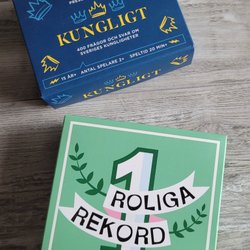 KUNGLIGT
400 FRÅGOR OCH SVAR OM
SVERIGES KUNGLIGHETER
15 ÅR+ ANTAL SPELARE 2+ SPELTID 20 MIN+
1
ROLIGA
REKORD